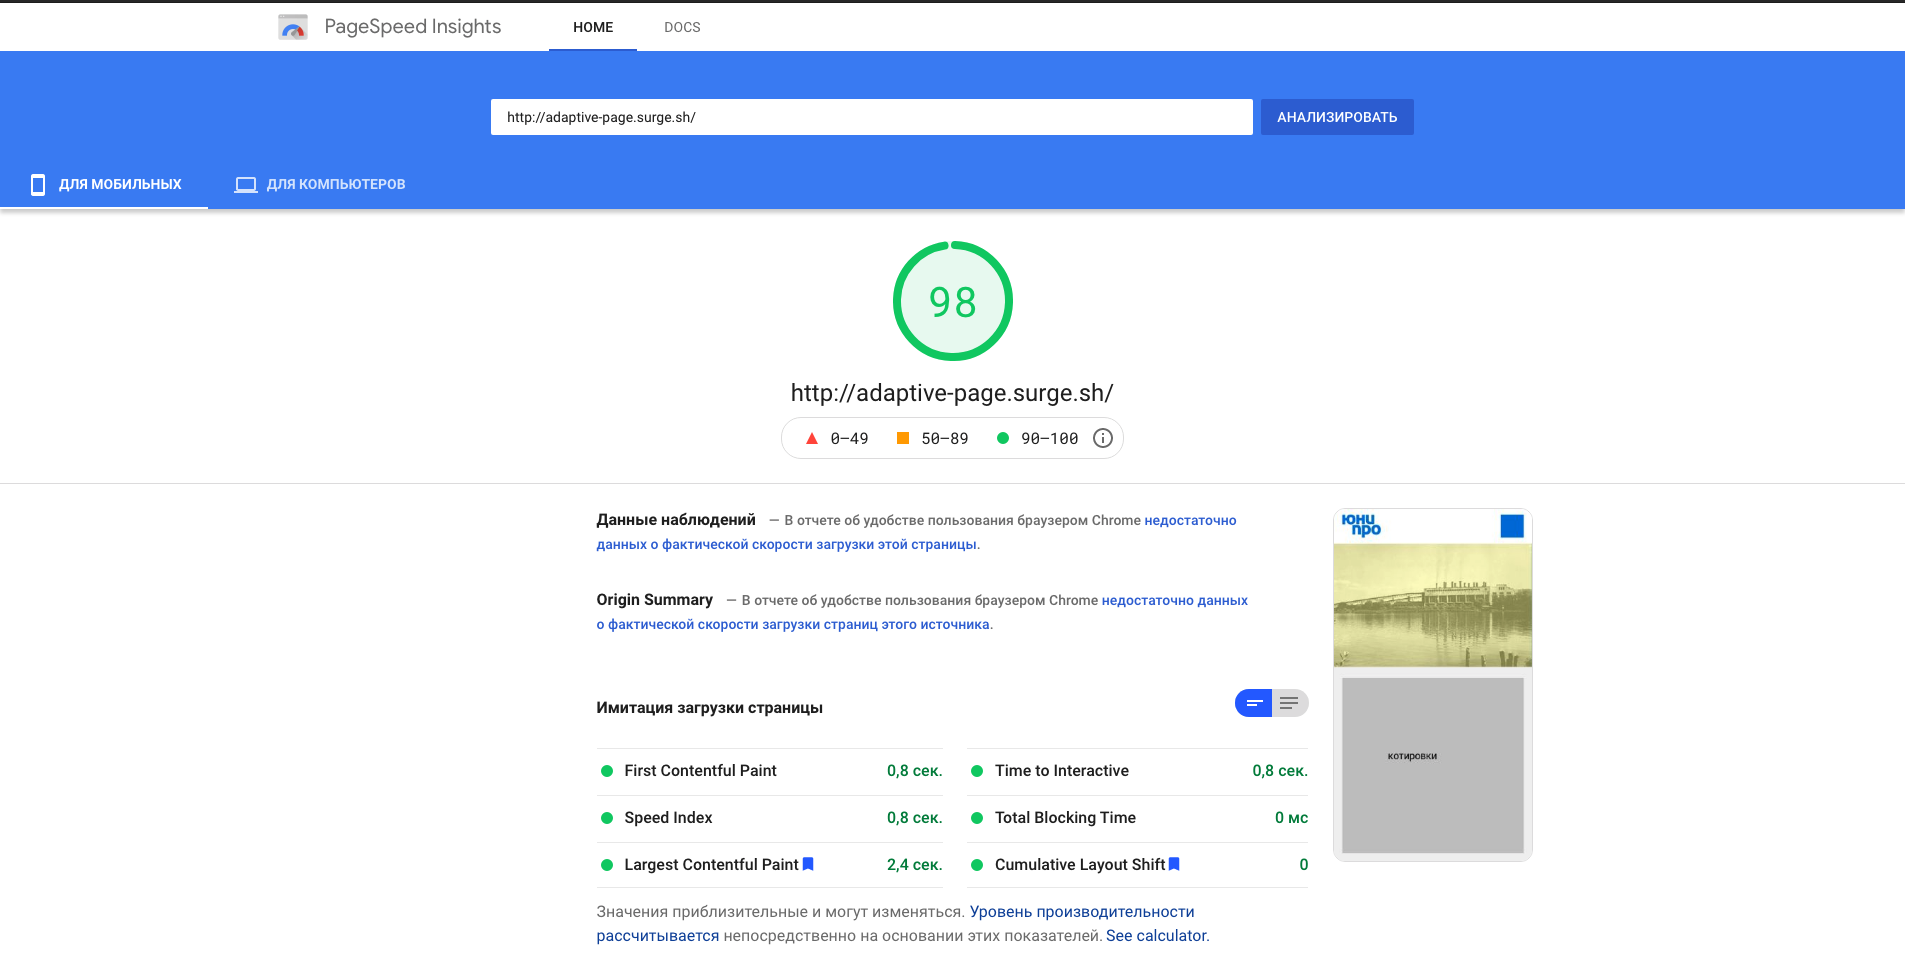 PageSpeed Insights
HOME
DOCS
http://adaptive-page.surge.sh/
АНАЛИЗИРОВАТЬ
ДЛЯ МОБИЛЬНЫХ
ДЛЯ КОМПЬЮТЕРОВ
98
http://adaptive-page.surge.sh/
0–49
50–89
90–100
Данные наблюдений — В отчете об удобстве пользования браузером Chrome недостаточно
данных о фактической скорости загрузки этой страницы.
Origin Summary — В отчете об удобстве пользования браузером Chrome недостаточно данных
о фактической скорости загрузки страниц этого источника.
Имитация загрузки страницы
First Contentful Paint 0,8 сек.
Time to Interactive 0,8 сек.
Speed Index 0,8 сек.
Total Blocking Time 0 мс
Largest Contentful Paint 2,4 сек.
Cumulative Layout Shift 0
Значения приблизительные и могут изменяться. Уровень производительности
рассчитывается непосредственно на основании этих показателей. See calculator.
юни
про
котировки